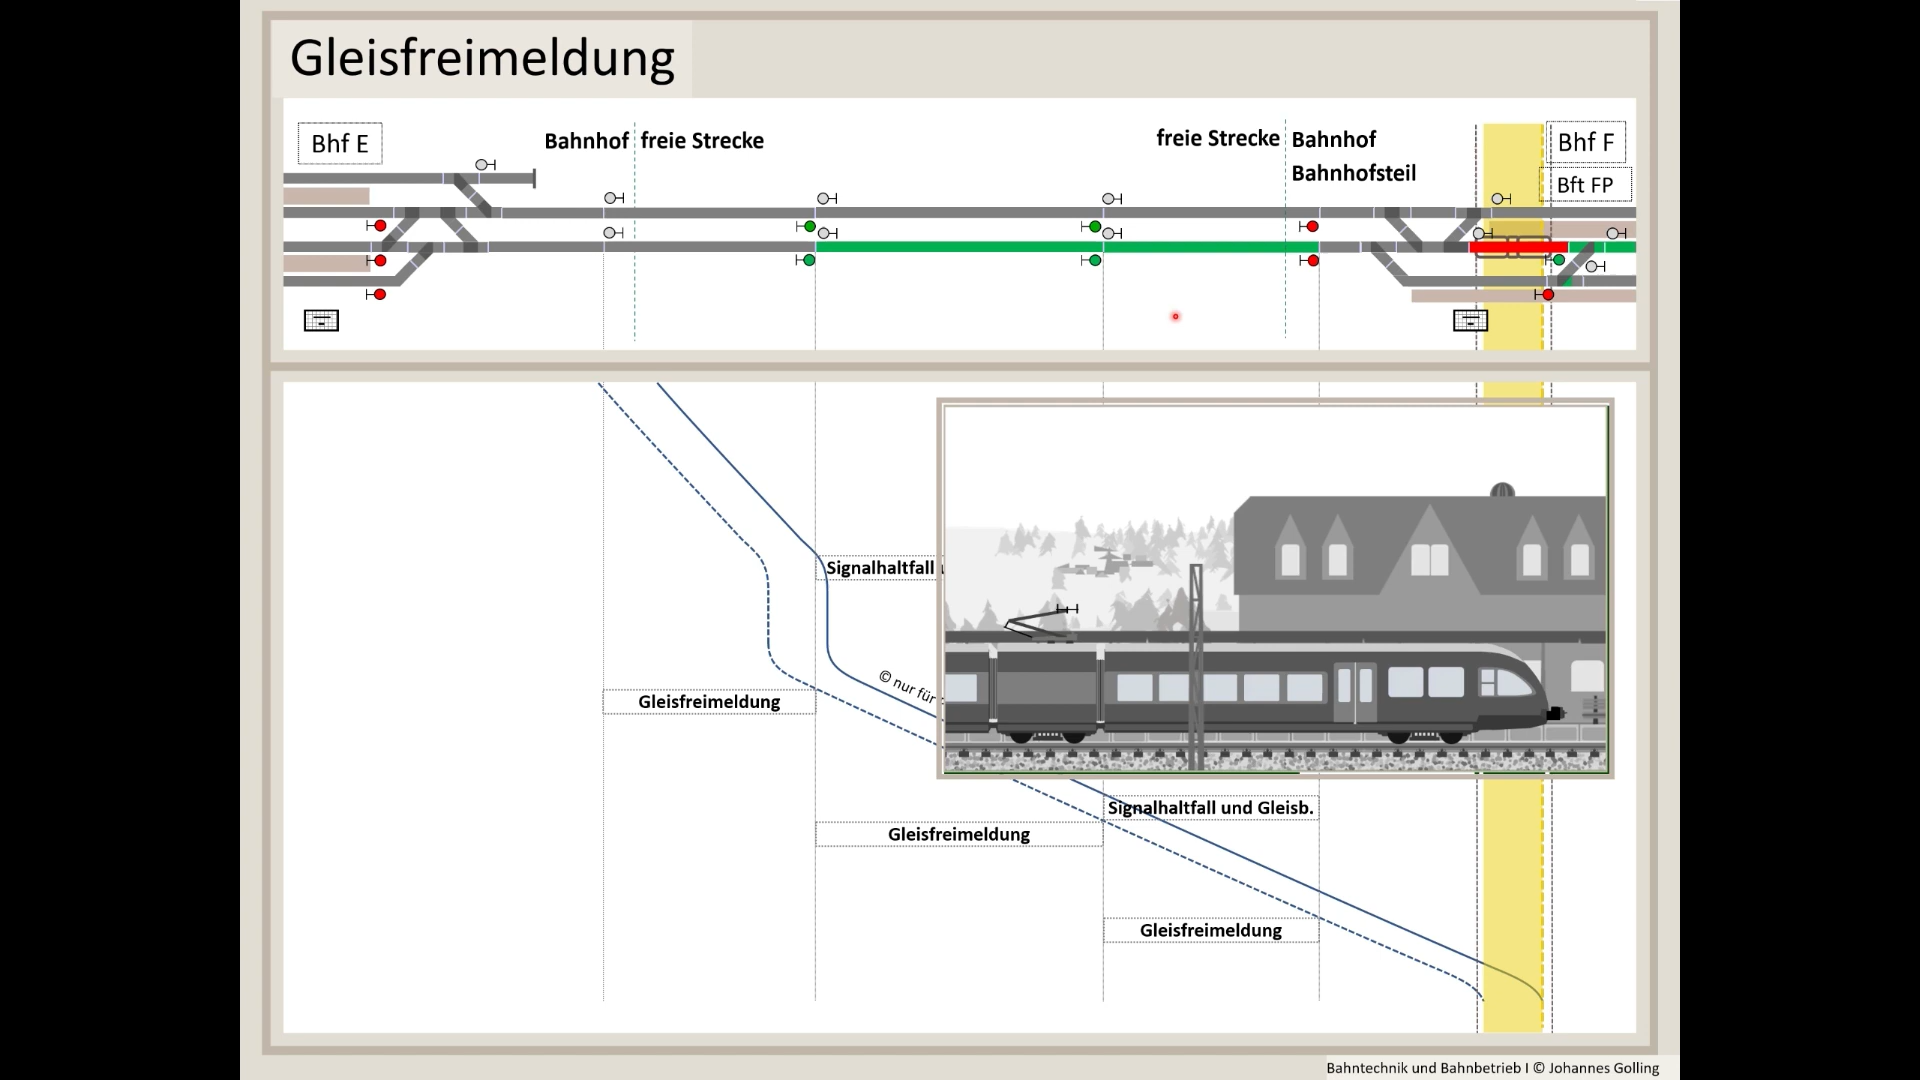 Gleisfreimeldung
Bhf E
Bahnhof
freie Strecke
freie Strecke
Bahnhof
Bahnhofsteil
Bhf F
Bft FP
Signalhaltfall
© nur für
Gleisfreimeldung
Signalhaltfall und Gleisb.
Gleisfreimeldung
Gleisfreimeldung
Bahntechnik und Bahnbetrieb I © Johannes Golling